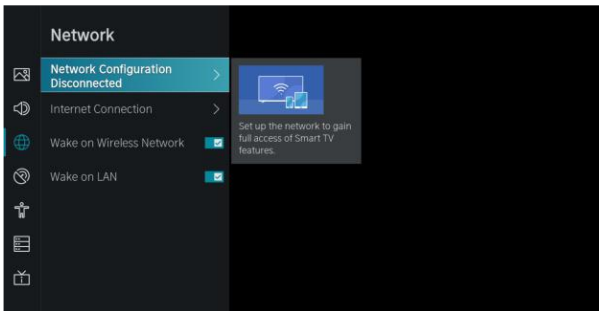 Network
Network Configuration
Disconnected
Internet Connection
Wake on Wireless Network
Wake on LAN
Set up the network to gain
full access of Smart TV
features.